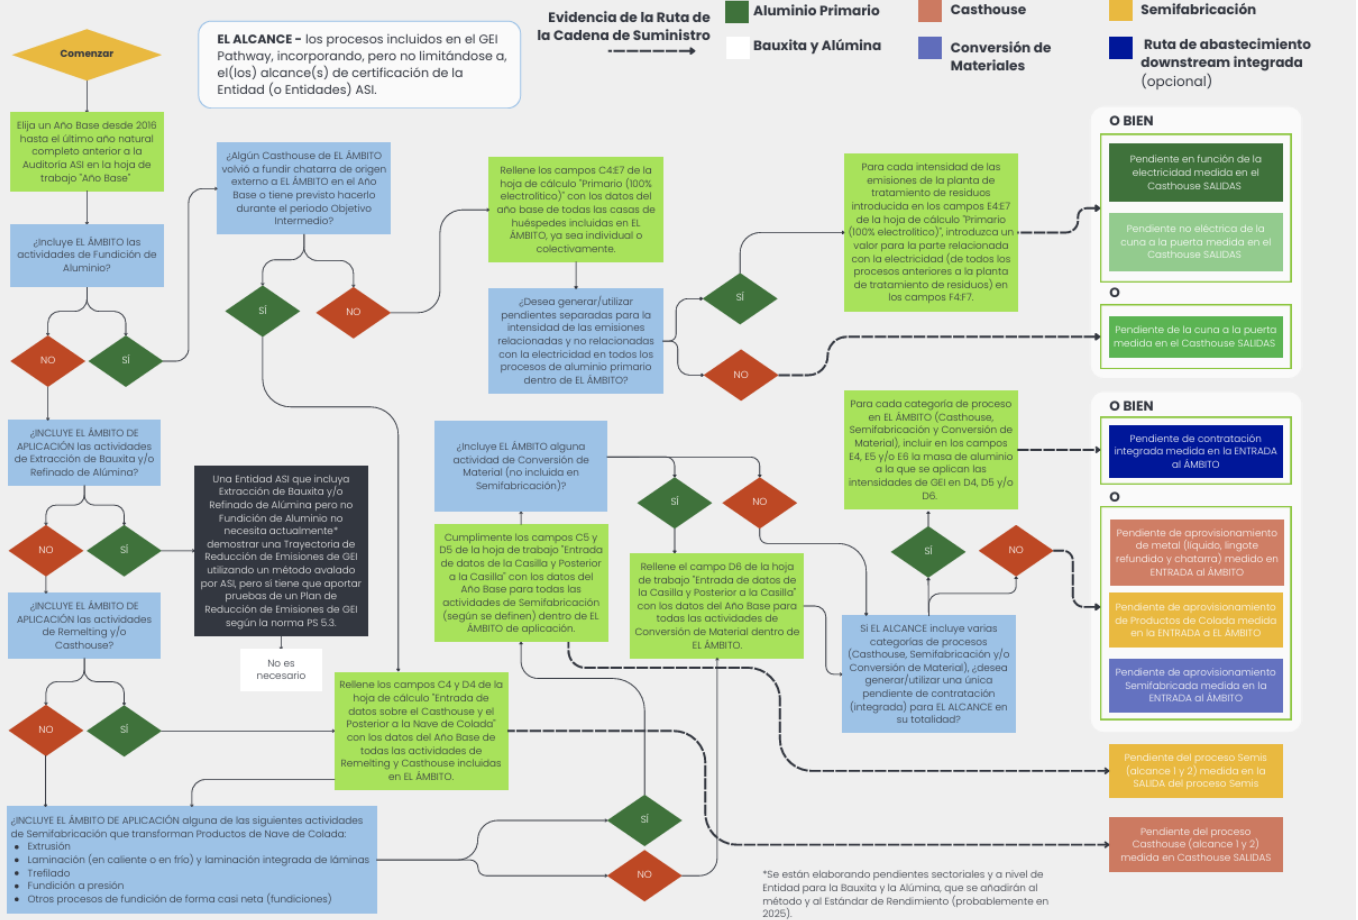 Comenzar
EL ALCANCE - los procesos incluidos en el GEI
Pathway, incorporando, pero no limitándose a,
el(los) alcance(s) de certificación de la
Entidad (o Entidades) ASI.
Evidencia de la Ruta de
la Cadena de Suministro
Aluminio Primario
Bauxita y Alúmina
Casthouse
Conversión de
Materiales
Semifabricación
Ruta de abastecimiento
downstream integrada
(opcional)
Elija un Año Base desde 2016
hasta el último año natural
completo anterior a la
Auditoría ASI en la hoja de
trabajo "Año Base"
¿Incluye EL ÁMBITO las
actividades de Fundición de
Aluminio?
NO
SÍ
¿INCLUYE EL ÁMBITO DE
APLICACIÓN las actividades
de Extracción de Bauxita y/o
Refinado de Alúmina?
NO
SÍ
¿INCLUYE EL ÁMBITO DE
APLICACIÓN las actividades
de Remelting y/o
Casthouse?
NO
SÍ
¿INCLUYE EL ÁMBITO DE APLICACIÓN alguna de las siguientes actividades
de Semifabricación que transforman Productos de Nave de Colada:
• Extrusión
• Laminación (en caliente o en frío) y laminación integrada de láminas
• Trefilado
• Fundición a presión
• Otros procesos de fundición de forma casi neta (fundiciones)
¿Algún Casthouse de EL ÁMBITO
volvió a fundir chatarra de origen
externo a EL ÁMBITO en el Año
Base o tiene previsto hacerlo
durante el periodo Objetivo
Intermedio?
SÍ
NO
Una Entidad ASI que incluya
Extracción de Bauxita y/o
Refinado de Alúmina pero no
Fundición de Aluminio no
necesita actualmente*
demostrar una Trayectoria de
Reducción de Emisiones de GEI
utilizando un método avalado
por ASI, pero sí tiene que aportar
pruebas de un Plan de
Reducción de Emisiones de GEI
según la norma PS 5.3.
No es
necesario
Rellene los campos C4 y D4 de la
hoja de cálculo "Entrada de
datos sobre el Casthouse y el
Posterior a la Nave de Colada"
con los datos del Año Base de
todas las actividades de
Remelting y Casthouse incluidas
en EL ÁMBITO.
Rellene los campos C4:E7 de la
hoja de cálculo "Primario (100%
electrolítico)" con los datos del
año base de todas las casas de
huéspedes incluidas en EL
ÁMBITO, ya sea individual o
colectivamente.
¿Desea generar/utilizar
pendientes separadas para la
intensidad de las emisiones
relacionadas y no relacionadas
con la electricidad en todos los
procesos de aluminio primario
dentro de EL ÁMBITO?
SÍ
NO
Para cada intensidad de las
emisiones de la planta de
tratamiento de residuos
introducida en los campos E4:E7
de la hoja de cálculo "Primario
(100% electrolítico)", introduzca un
valor para la parte relacionada
con la electricidad (de todos los
procesos anteriores a la planta
de tratamiento de residuos) en
los campos F4:F7.
¿Incluye EL ÁMBITO alguna
actividad de Conversión de
Material (no incluida en
Semifabricación)?
Cumplimente los campos C5 y
D5 de la hoja de trabajo "Entrada
de datos de la Casilla y Posterior
a la Casilla" con los datos del
Año Base para todas las
actividades de Semifabricación
(según se definen) dentro de EL
ÁMBITO de aplicación.
SÍ
NO
Rellene el campo D6 de la hoja
de trabajo "Entrada de datos de
la Casilla y Posterior a la Casilla"
con los datos del Año Base para
todas las actividades de
Conversión de Material dentro de
EL ÁMBITO.
SÍ
NO
Para cada categoría de proceso
en EL ÁMBITO (Casthouse,
Semifabricación y Conversión de
Material), incluir en los campos
E4, E5 y/o E6 la masa de aluminio
a la que se aplican las
intensidades de GEI en D4, D5 y/o
D6.
SÍ
NO
Si EL ALCANCE incluye varias
categorías de procesos
(Casthouse, Semifabricación y/o
Conversión de Material), ¿desea
generar/utilizar una única
pendiente de contratación
(integrada) para EL ALCANCE en
su totalidad?
O BIEN
Pendiente en función de la
electricidad medida en el
Casthouse SALIDAS
Pendiente no eléctrica de la
cuna a la puerta medida en el
Casthouse SALIDAS
O
Pendiente de la cuna a la puerta
medida en el Casthouse SALIDAS
O BIEN
Pendiente de contratación
integrada medida en la ENTRADA
al ÁMBITO
O
Pendiente de aprovisionamiento
de metal (líquido, lingote
refundido y chatarra) medido en
ENTRADA al ÁMBITO
Pendiente de aprovisionamiento
de Productos de Colada medida
en la ENTRADA a EL ÁMBITO
Pendiente de aprovisionamiento
Semifabricada medida en la
ENTRADA al ÁMBITO
Pendiente del proceso Semis
(alcance 1 y 2) medida en la
SALIDA del proceso Semis
Pendiente del proceso
Casthouse (alcance 1 y 2)
medida en Casthouse SALIDAS
*Se están elaborando pendientes sectoriales y a nivel de
Entidad para la Bauxita y la Alúmina, que se añadirán al
método y al Estándar de Rendimiento (probablemente en
2025).